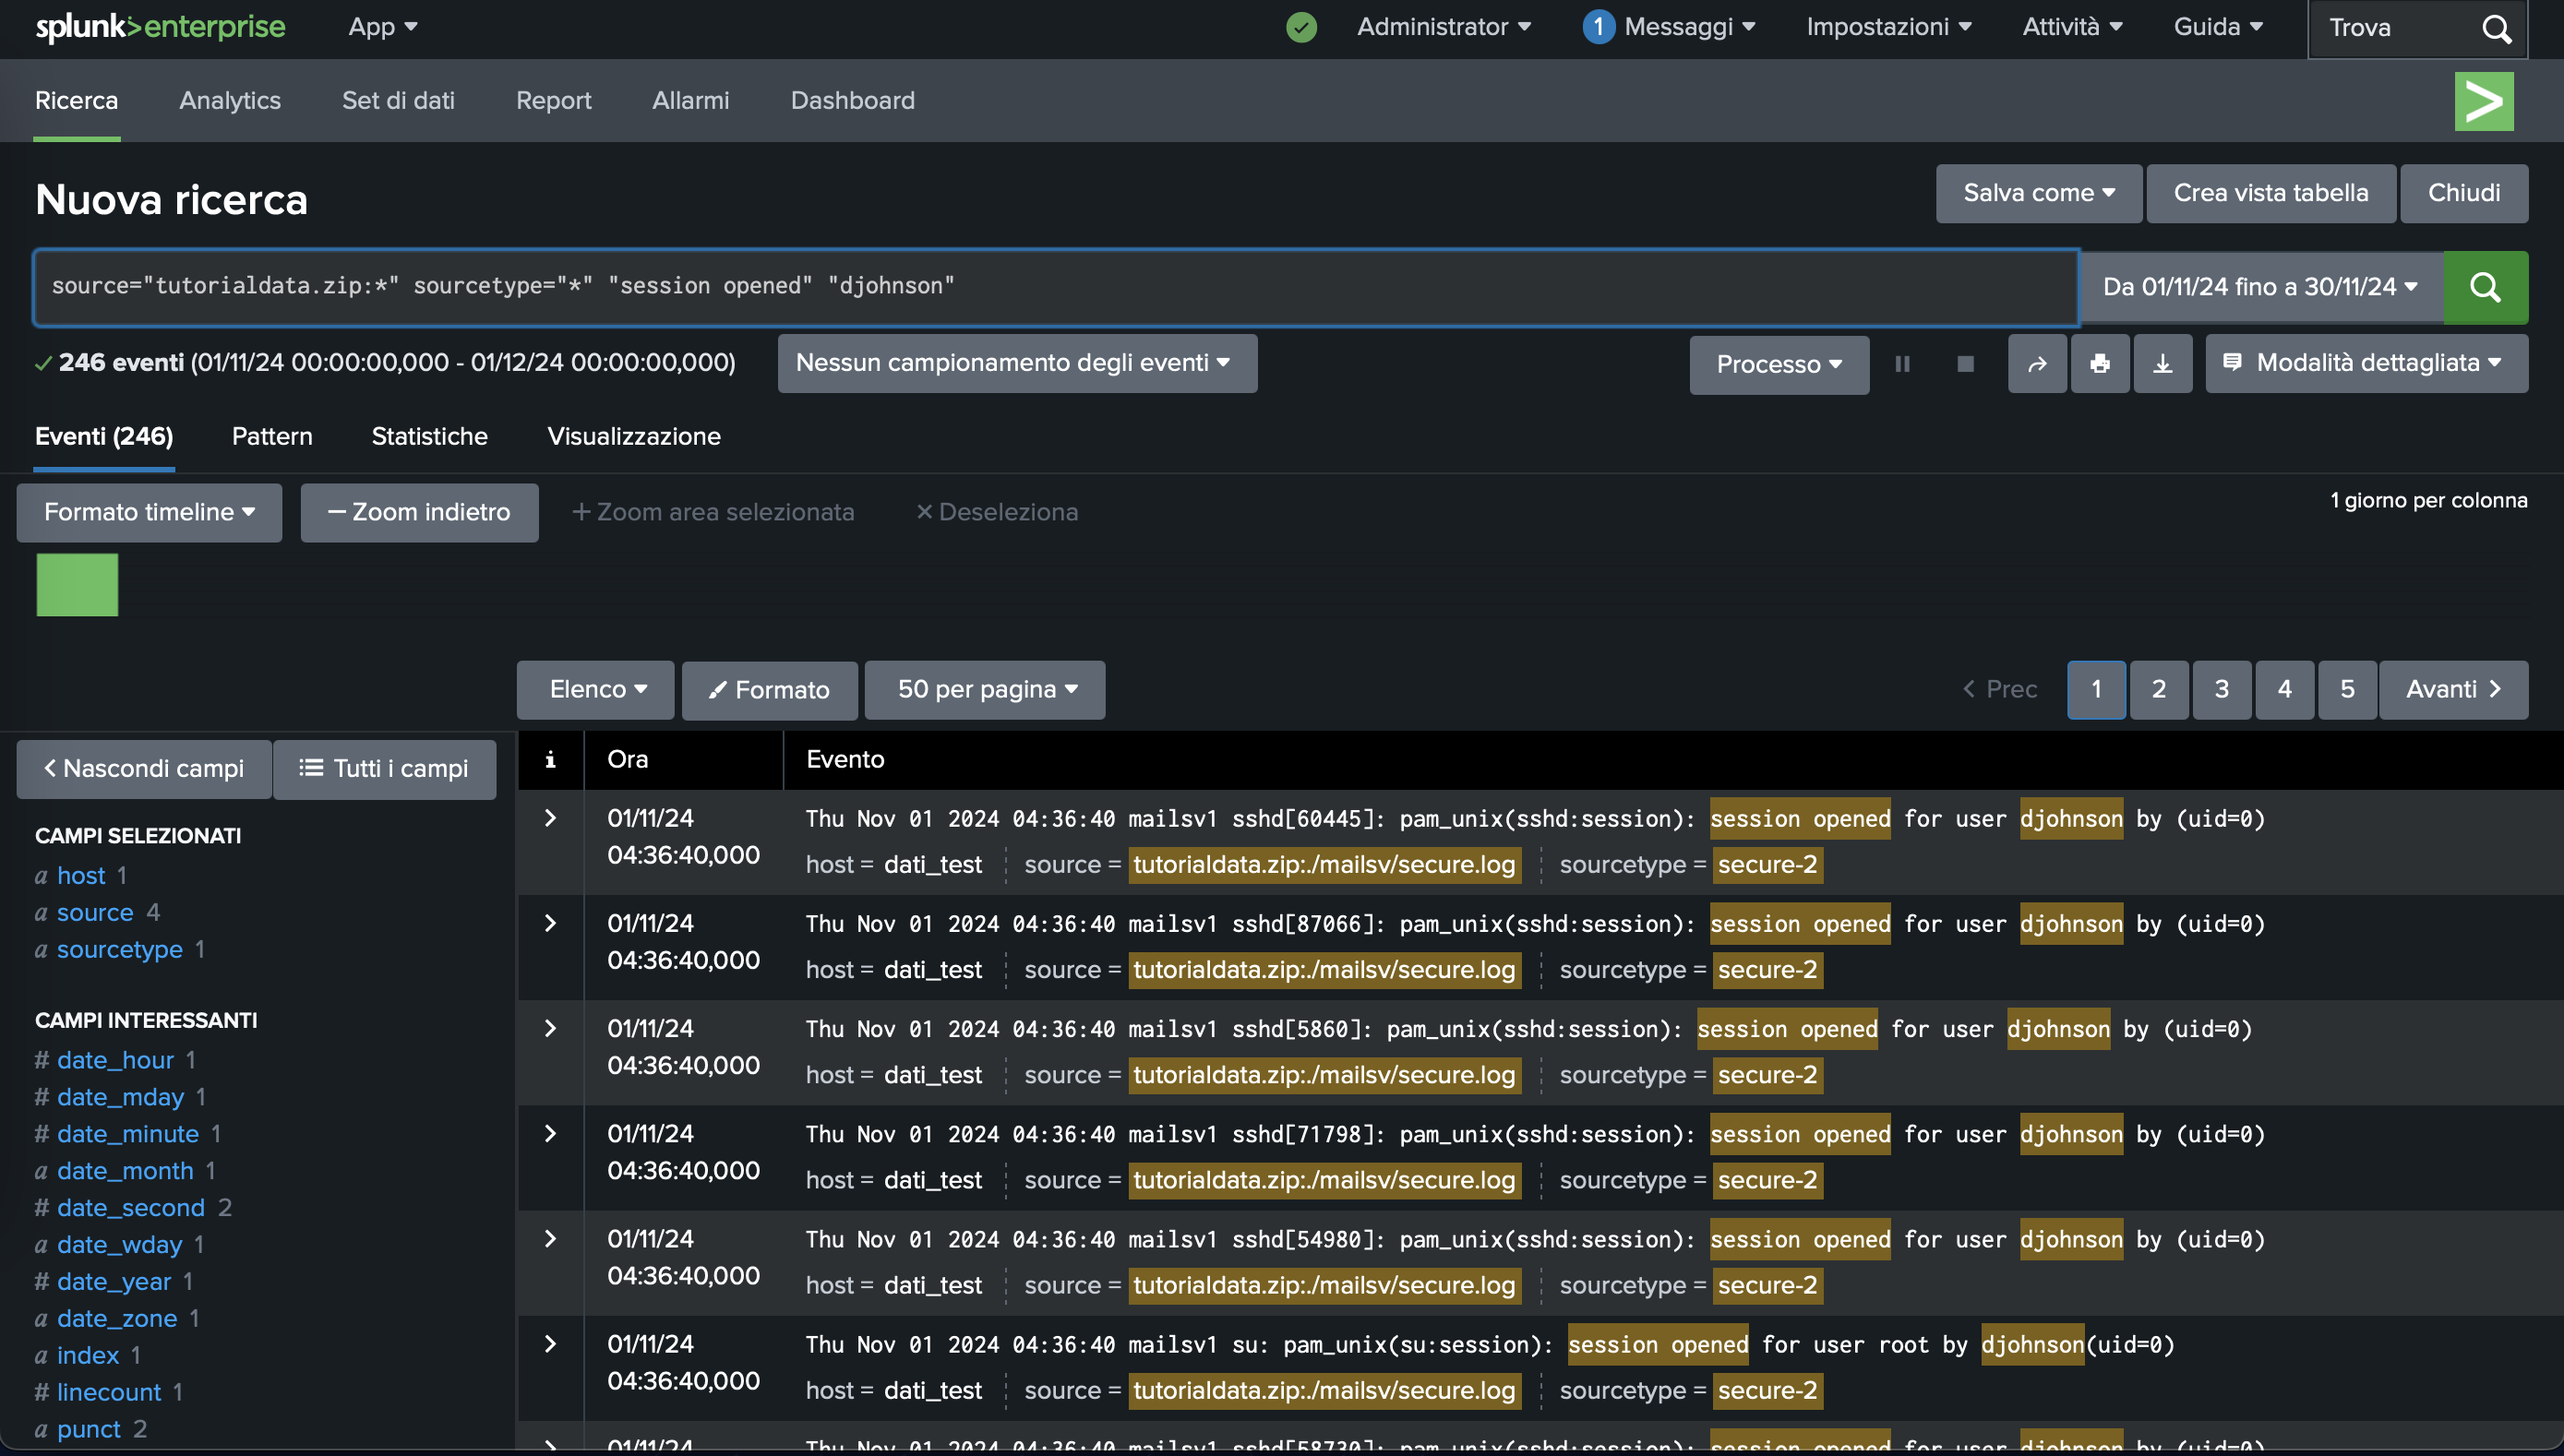 splunk>enterprise App Administrator 1 Messaggi Impostazioni Attività Guida Trova
Ricerca Analytics Set di dati Report Allarmi Dashboard >
Nuova ricerca Salva come Crea vista tabella Chiudi
source="tutorialdata.zip:*" sourcetype="*" "session opened" "djohnson" Da 01/11/24 fino a 30/11/24
246 eventi (01/11/24 00:00:00,000 - 01/12/24 00:00:00,000) Nessun campionamento degli eventi Processo Modalità dettagliata
Eventi (246) Pattern Statistiche Visualizzazione
Formato timeline — Zoom indietro + Zoom area selezionata × Deseleziona 1 giorno per colonna
Elenco Formato 50 per pagina < Prec 1 2 3 4 5 Avanti >
< Nascondi campi Tutti i campi
CAMPI SELEZIONATI
a host 1
a source 4
a sourcetype 1
CAMPI INTERESSANTI
# date_hour 1
# date_mday 1
# date_minute 1
a date_month 1
# date_second 2
a date_wday 1
# date_year 1
a date_zone 1
a index 1
# linecount 1
a punct 2
i Ora Evento
> 01/11/24 Thu Nov 01 2024 04:36:40 mailsv1 sshd[60445]: pam_unix(sshd:session): session opened for user djohnson by (uid=0)
04:36:40,000 host = dati_test source = tutorialdata.zip:./mailsv/secure.log sourcetype = secure-2
> 01/11/24 Thu Nov 01 2024 04:36:40 mailsv1 sshd[87066]: pam_unix(sshd:session): session opened for user djohnson by (uid=0)
04:36:40,000 host = dati_test source = tutorialdata.zip:./mailsv/secure.log sourcetype = secure-2
> 01/11/24 Thu Nov 01 2024 04:36:40 mailsv1 sshd[5860]: pam_unix(sshd:session): session opened for user djohnson by (uid=0)
04:36:40,000 host = dati_test source = tutorialdata.zip:./mailsv/secure.log sourcetype = secure-2
> 01/11/24 Thu Nov 01 2024 04:36:40 mailsv1 sshd[71798]: pam_unix(sshd:session): session opened for user djohnson by (uid=0)
04:36:40,000 host = dati_test source = tutorialdata.zip:./mailsv/secure.log sourcetype = secure-2
> 01/11/24 Thu Nov 01 2024 04:36:40 mailsv1 sshd[54980]: pam_unix(sshd:session): session opened for user djohnson by (uid=0)
04:36:40,000 host = dati_test source = tutorialdata.zip:./mailsv/secure.log sourcetype = secure-2
> 01/11/24 Thu Nov 01 2024 04:36:40 mailsv1 su: pam_unix(su:session): session opened for user root by djohnson(uid=0)
04:36:40,000 host = dati_test source = tutorialdata.zip:./mailsv/secure.log sourcetype = secure-2
> 01/11/24 Thu Nov 01 2024 04:36:40 mailsv1 sshd[58730]: pam_unix(sshd:session): session opened for user djohnson by (uid=0)